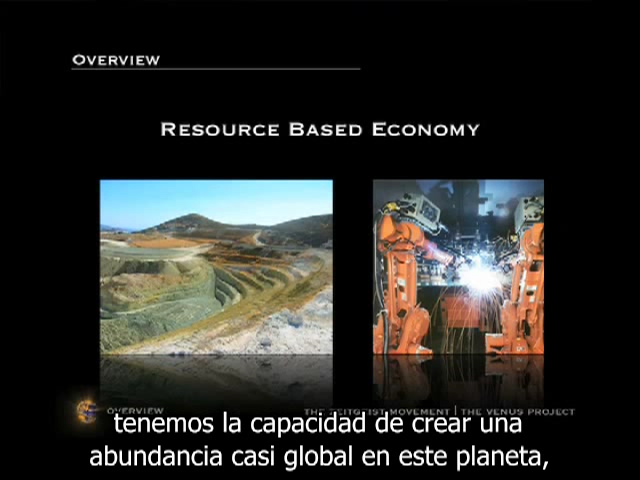 OVERVIEW
RESOURCE BASED ECONOMY
OVERVIEW
THE ZEITGEIST MOVEMENT | THE VENUS PROJECT
tenemos la capacidad de crear una
abundancia casi global en este planeta,